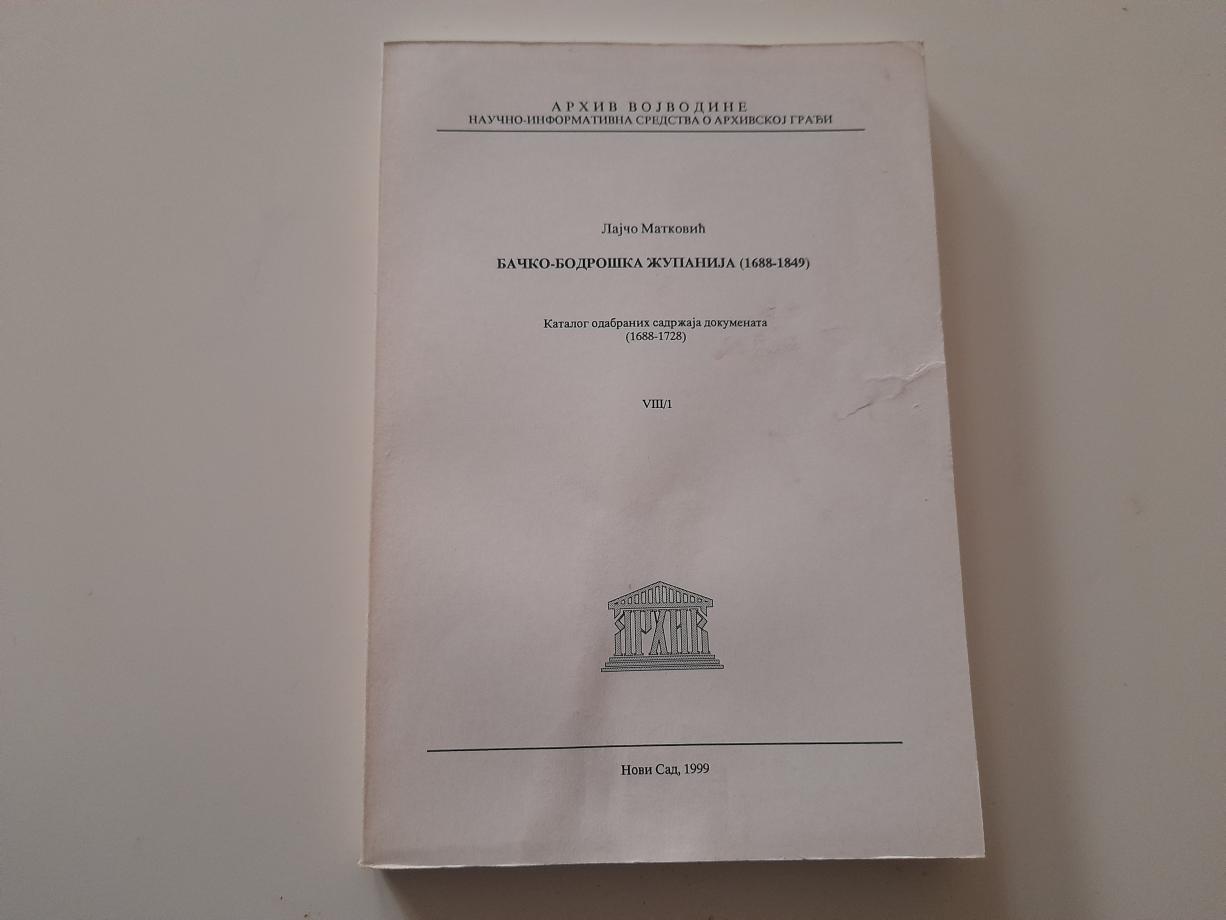 АРХИВ ВОЈВОДИНЕ
НАУЧНО-ИНФОРМАТИВНА СРЕДСТВА О АРХИВСКОЈ ГРАЂИ
Лајчо Матковић
БАЧКО-БОДРОШКА ЖУПАНИЈА (1688-1849)
Каталог одабраних садржаја докумената
(1688-1728)
VIII/1
АРХИВ
Нови Сад, 1999